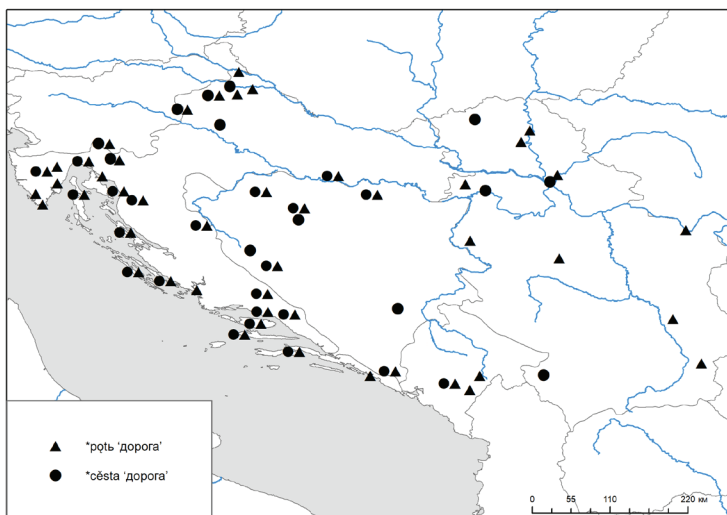 *pǫtь ‘дорога’
*cěsta ‘дорога’
0 55 110 220 км